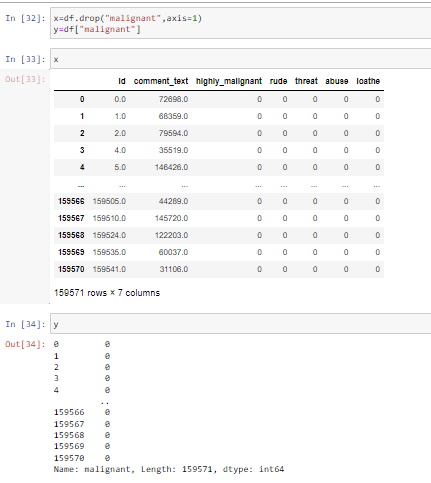 In [32]: x=df.drop("malignant",axis=1)
y=df["malignant"]
In [33]: x
Out[33]:
id comment_text highly_malignant rude threat abuse loathe
0 0.0 72698.0 0 0 0 0 0
1 1.0 68359.0 0 0 0 0 0
2 2.0 79594.0 0 0 0 0 0
3 4.0 35519.0 0 0 0 0 0
4 5.0 146426.0 0 0 0 0 0
... ... ... ... ... ... ... ...
159566 159505.0 44289.0 0 0 0 0 0
159567 159510.0 145720.0 0 0 0 0 0
159568 159524.0 122203.0 0 0 0 0 0
159569 159535.0 60037.0 0 0 0 0 0
159570 159541.0 31106.0 0 0 0 0 0
159571 rows × 7 columns
In [34]: y
Out[34]: 0 0
1 0
2 0
3 0
4 0
..
159566 0
159567 0
159568 0
159569 0
159570 0
Name: malignant, Length: 159571, dtype: int64